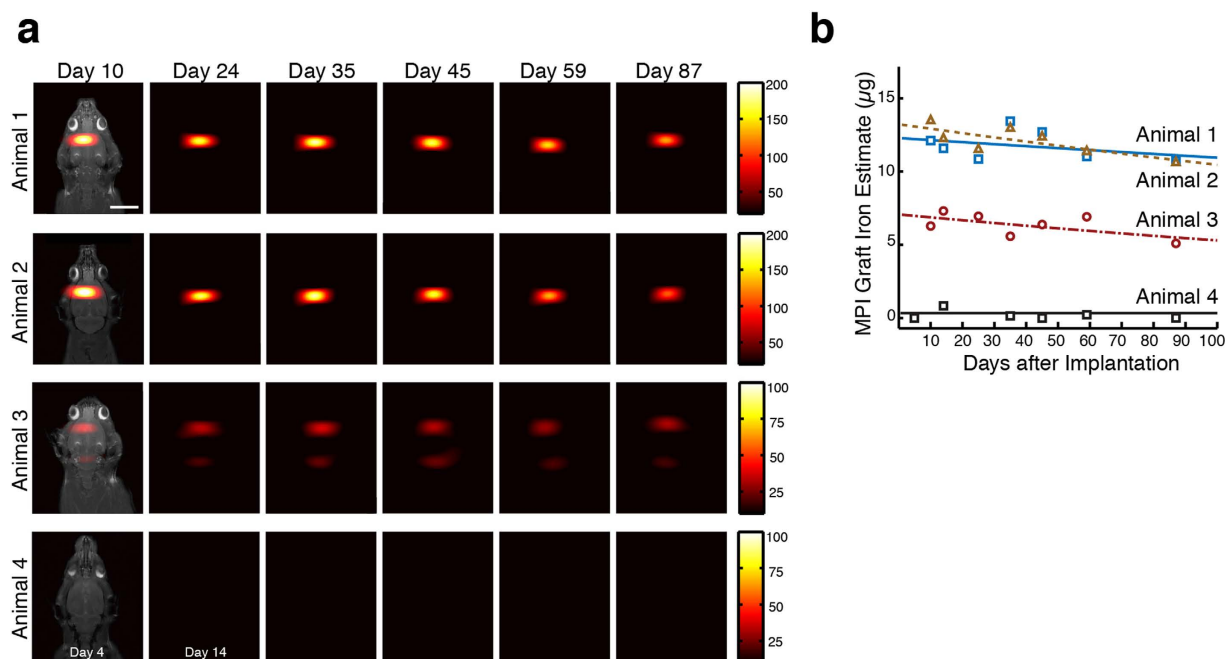 a
Day 10 Day 24 Day 35 Day 45 Day 59 Day 87
Animal 1
200
150
100
50
Animal 2
200
150
100
50
Animal 3
100
75
50
25
Animal 4
Day 4 Day 14
100
75
50
25
b
MPI Graft Iron Estimate (µg)
15
10
5
0
Animal 1
Animal 2
Animal 3
Animal 4
10 20 30 40 50 60 70 80 90 100
Days after Implantation